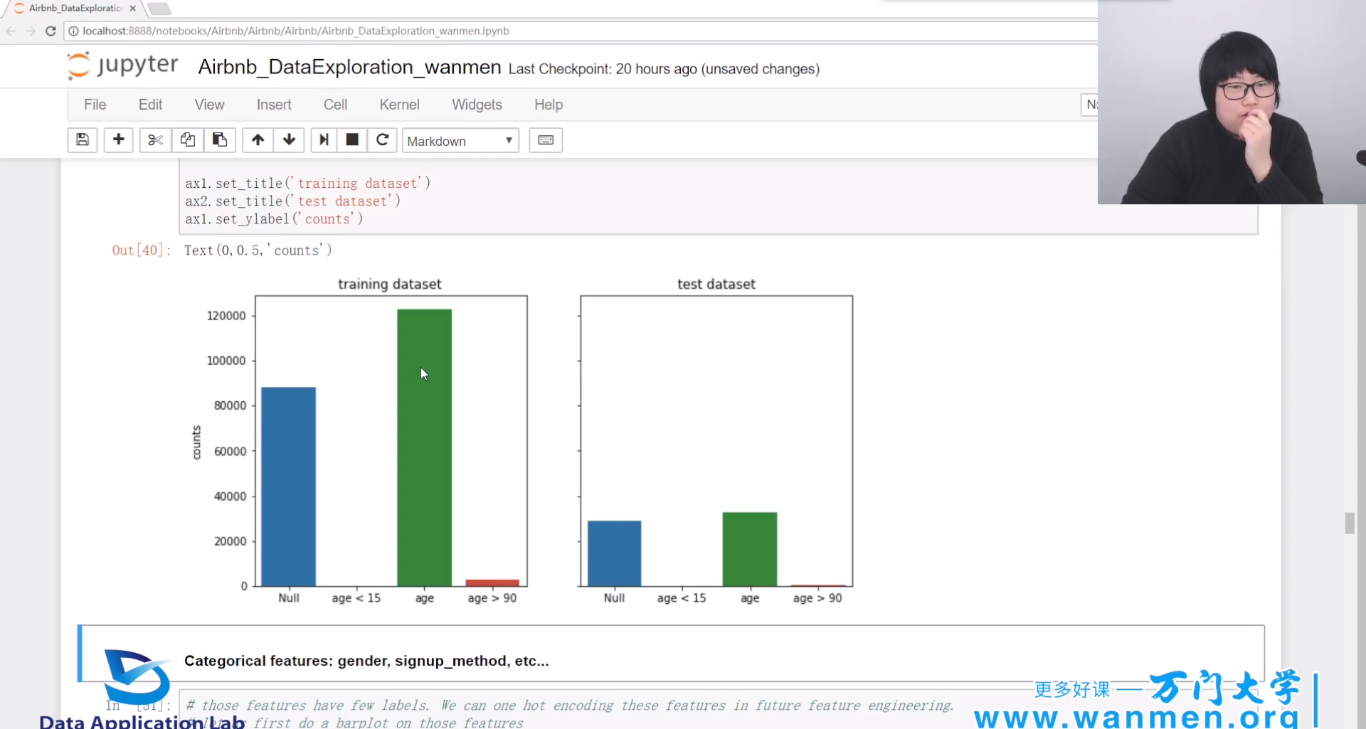 Airbnb_DataExploratio
localhost:8888/notebooks/Airbnb/Airbnb/Airbnb/Airbnb_DataExploration_wanmen.ipynb
jupyter Airbnb_DataExploration_wanmen Last Checkpoint: 20 hours ago (unsaved changes)
File Edit View Insert Cell Kernel Widgets Help
Markdown
ax1.set_title('training dataset')
ax2.set_title('test dataset')
ax1.set_ylabel('counts')
Out[40]: Text(0,0.5,'counts')
training dataset test dataset
120000
100000
80000
60000
40000
20000
0
counts
Null age < 15 age age > 90
Null age < 15 age age > 90
Categorical features: gender, signup_method, etc...
# those features have few labels. We can one hot encoding these features in future feature engineering.
first do a barplot on those features
Data Application Lab
更多好课 — 万门大学
www.wanmen.org